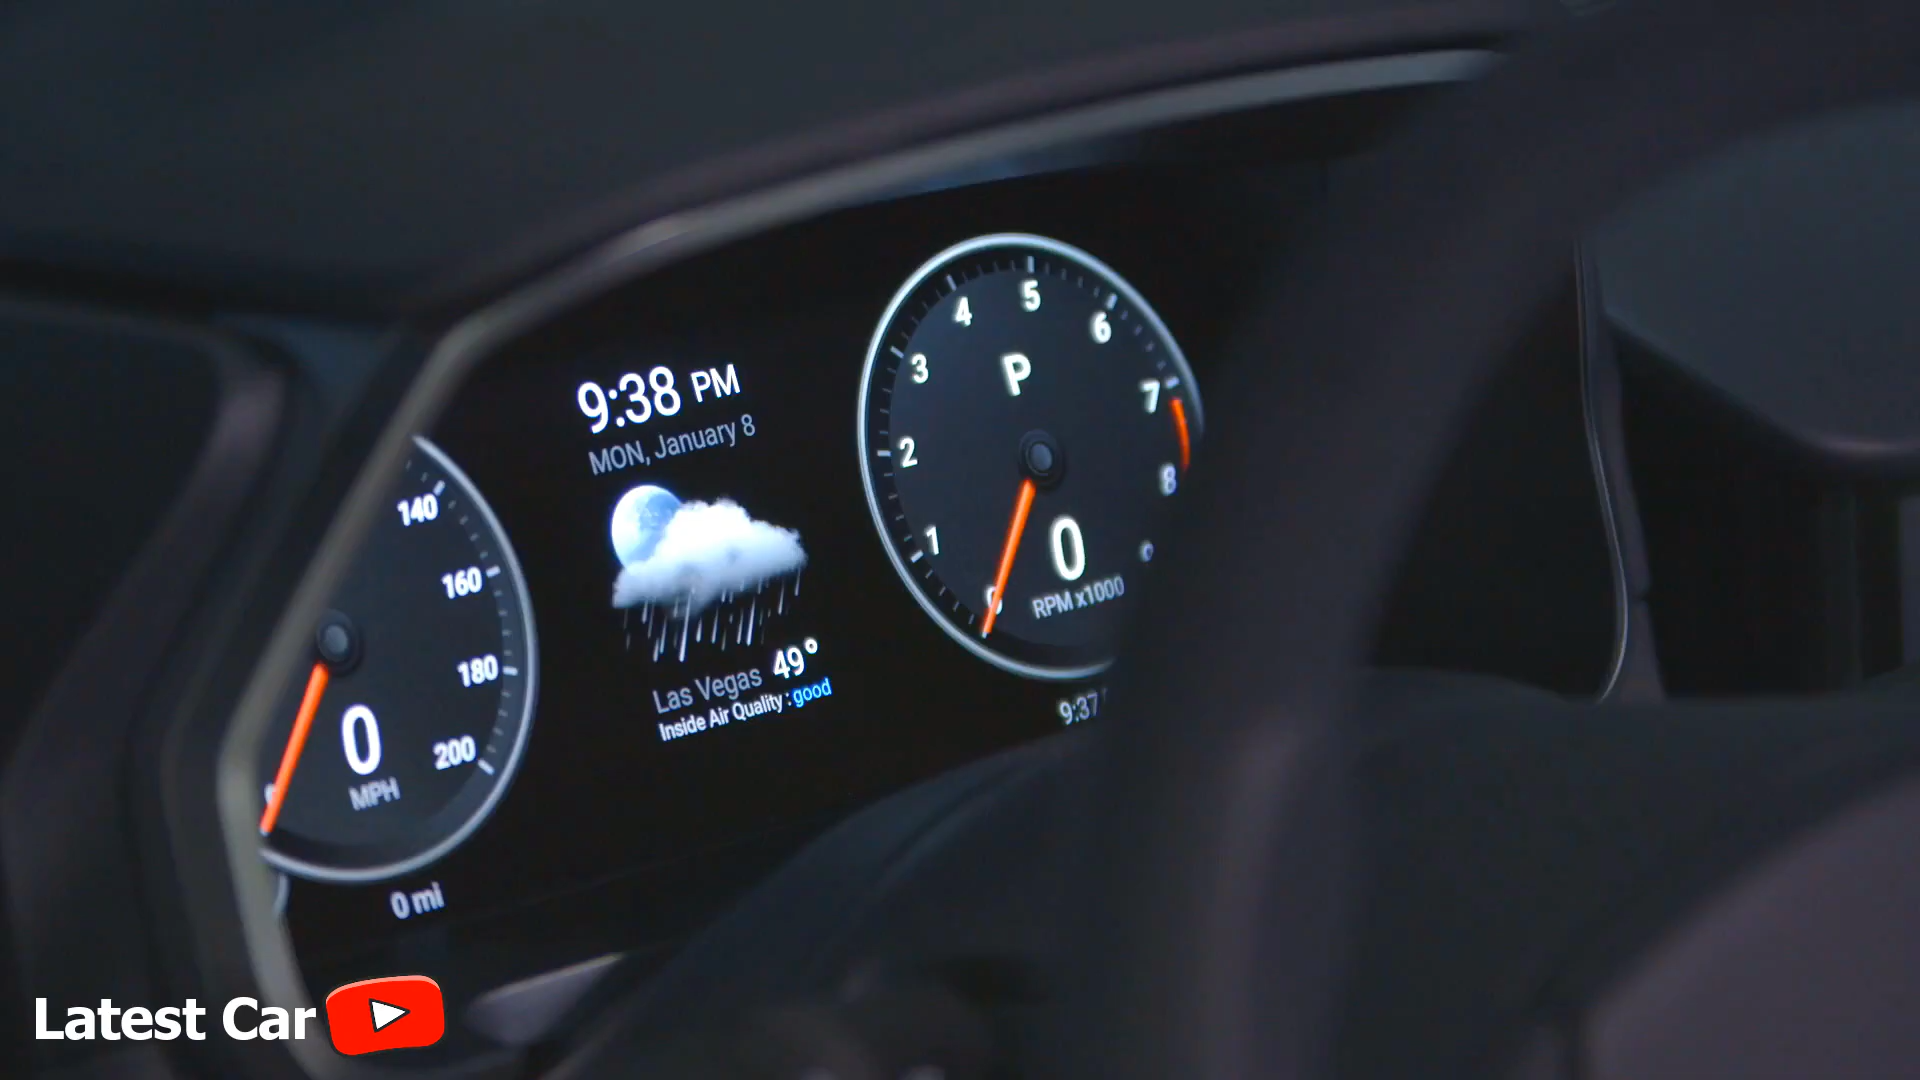 9:38 PM
MON, January 8
Las Vegas 49°
Inside Air Quality : good
140
160
180
200
0
MPH
0 mi
1
2
3
4
5
6
7
8
P
0
RPM x1000
9:37
Latest Car